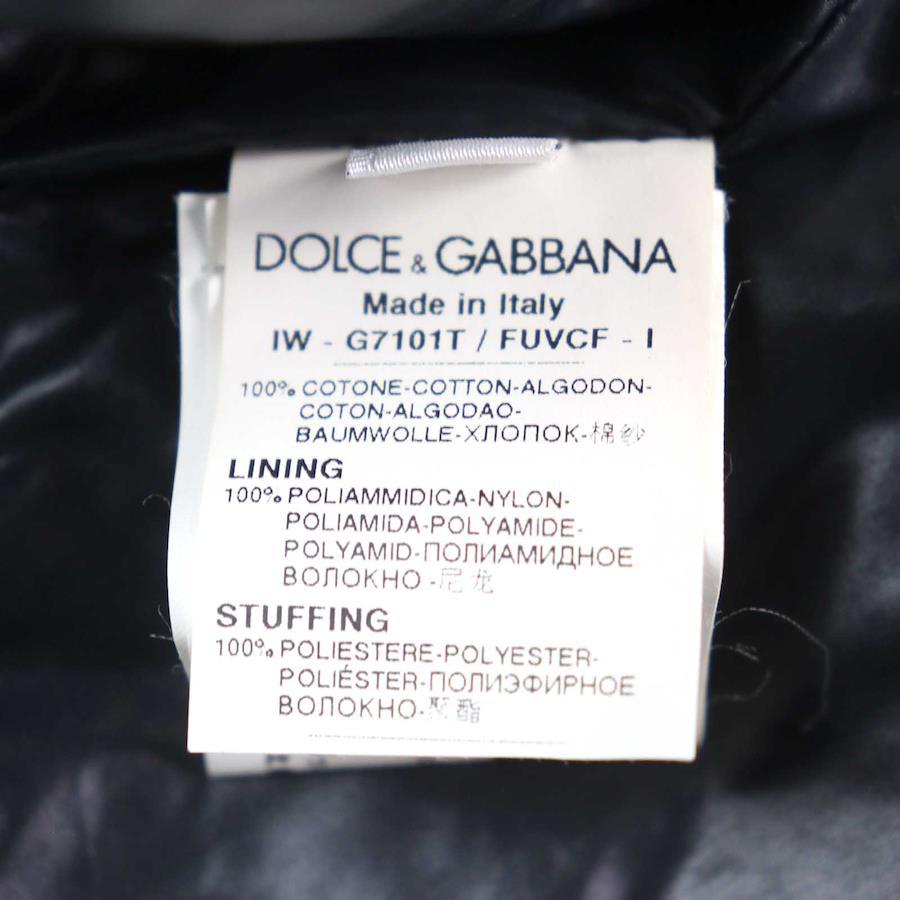 DOLCE & GABBANA
Made in Italy
IW - G7101T / FUVCF - I
100% COTONE-COTTON-ALGODON-
COTON-ALGODAO-
BAUMWOLLE-ХЛОПОК-棉纱
LINING
100% POLIAMMIDICA-NYLON-
POLIAMIDA-POLYAMIDE-
POLYAMID-ПОЛИАМИДНОЕ
ВОЛОКНО-尼龙
STUFFING
100% POLIESTERE-POLYESTER-
POLIÉSTER-ПОЛИЭФИРНОЕ
ВОЛОКНО-聚酯